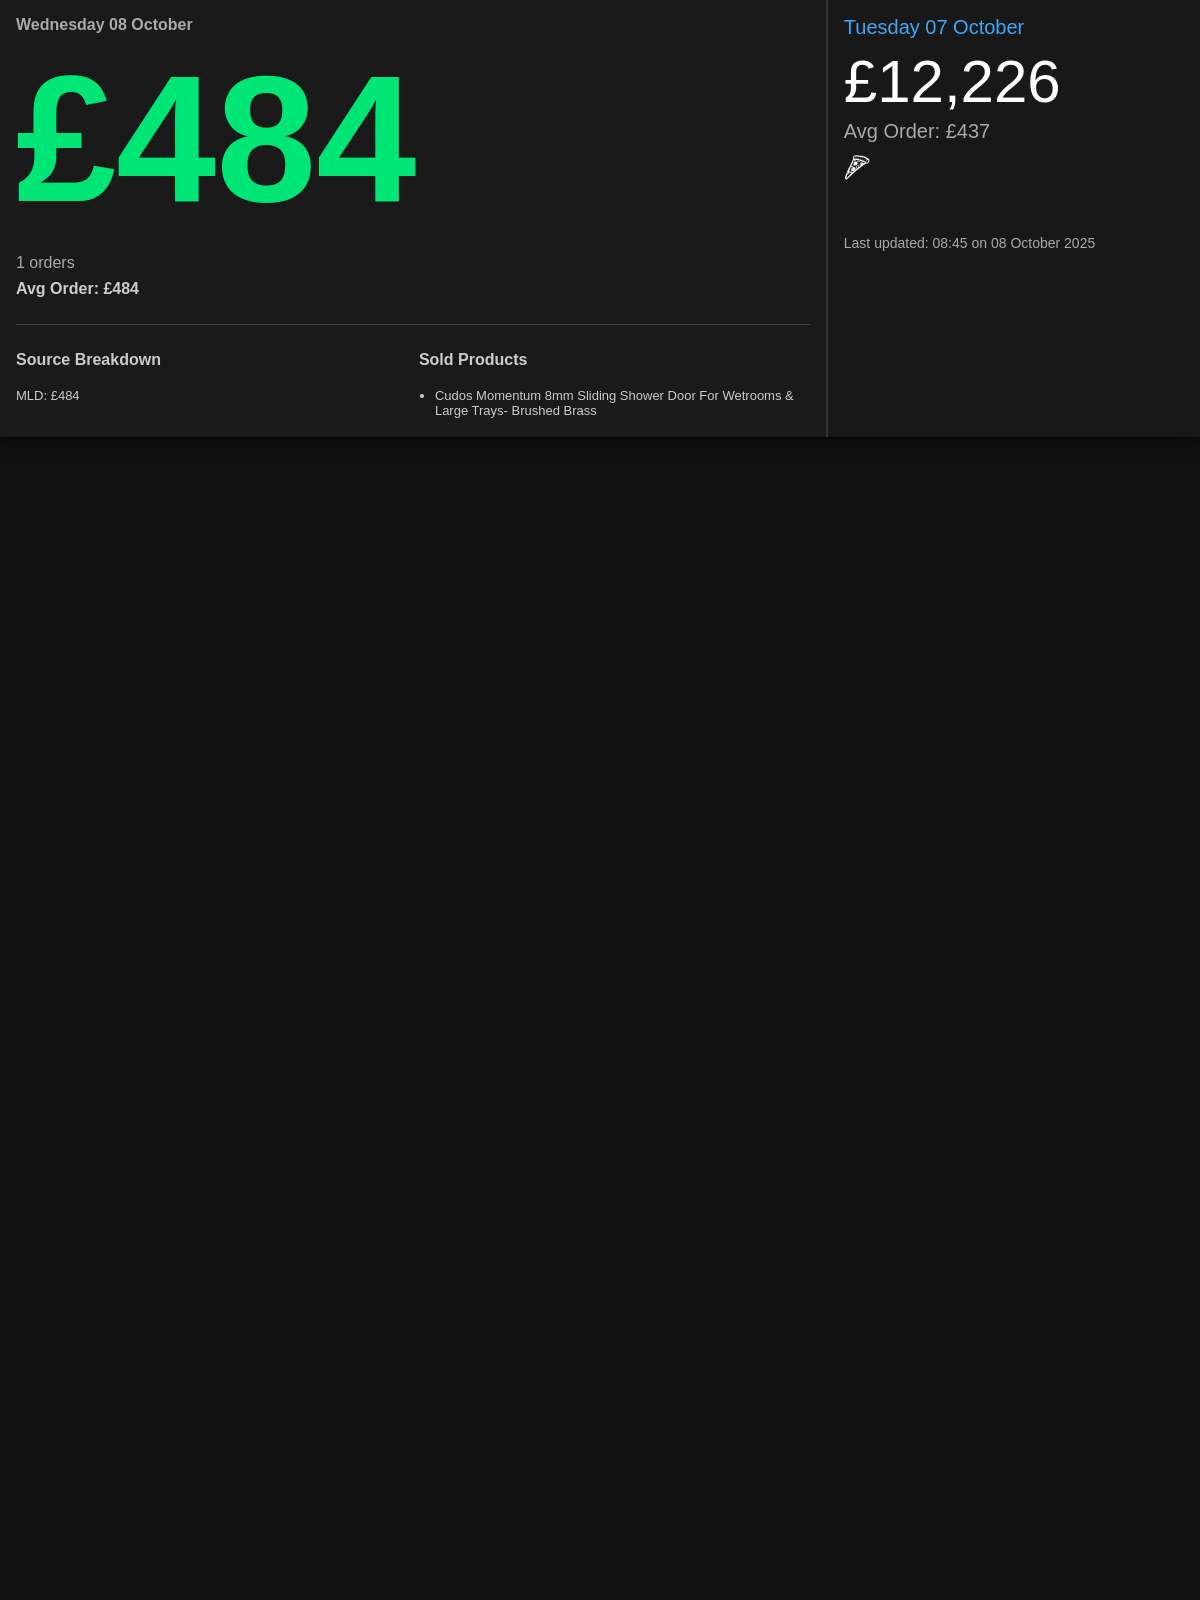 Wednesday 08 October
£484
1 orders
Avg Order: £484
Source Breakdown
MLD: £484
Sold Products
• Cudos Momentum 8mm Sliding Shower Door For Wetrooms &
Large Trays- Brushed Brass
Tuesday 07 October
£12,226
Avg Order: £437
Last updated: 08:45 on 08 October 2025